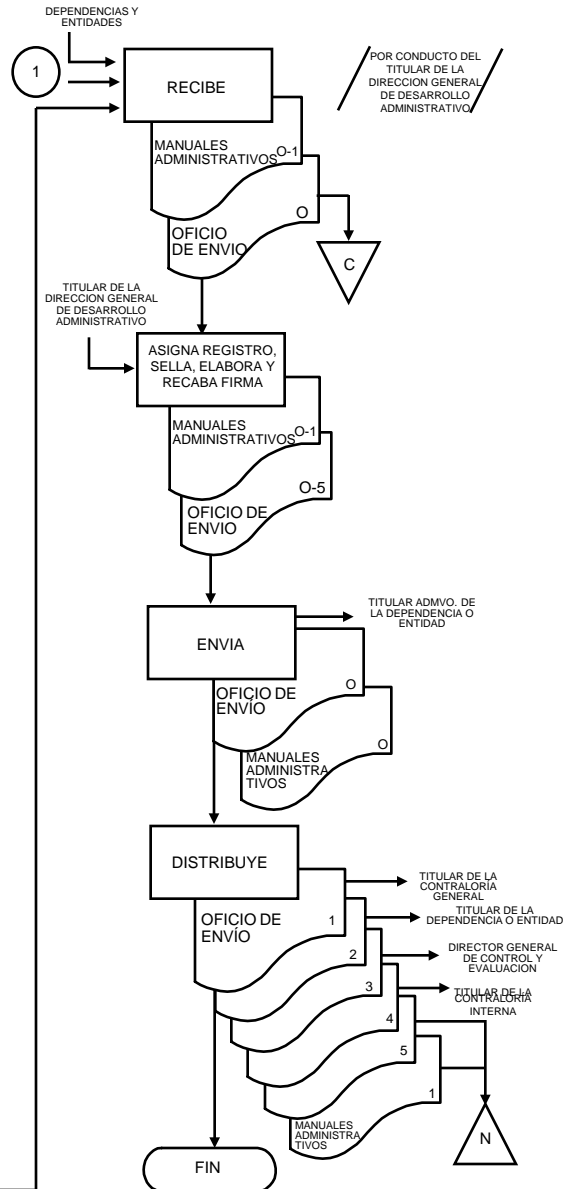 DEPENDENCIAS Y
ENTIDADES
1
RECIBE
POR CONDUCTO DEL
TITULAR DE LA
DIRECCION GENERAL
DE DESARROLLO
ADMINISTRATIVO
MANUALES
ADMINISTRATIVOS
O-1
OFICIO
DE ENVIO
O
C
TITULAR DE LA
DIRECCION GENERAL
DE DESARROLLO
ADMINISTRATIVO
ASIGNA REGISTRO,
SELLA, ELABORA Y
RECABA FIRMA
MANUALES
ADMINISTRATIVOS
O-1
OFICIO DE
ENVIO
O-5
ENVIA
TITULAR ADMVO. DE
LA DEPENDENCIA O
ENTIDAD
OFICIO DE
ENVÍO
O
MANUALES
ADMINISTRA
TIVOS
O
DISTRIBUYE
OFICIO DE
ENVÍO
1
TITULAR DE LA
CONTRALORÍA
GENERAL
2
TITULAR DE LA
DEPENDENCIA O ENTIDAD
3
DIRECTOR GENERAL
DE CONTROL Y
EVALUACION
4
TITULAR DE LA
CONTRALORIA
INTERNA
5
MANUALES
ADMINISTRA
TIVOS
1
N
FIN